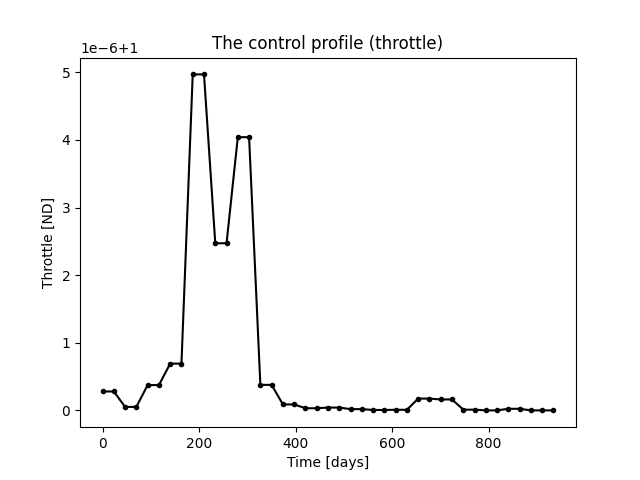 The control profile (throttle)
1e−6+1
5
4
3
2
1
0
Throttle [ND]
0 200 400 600 800
Time [days]